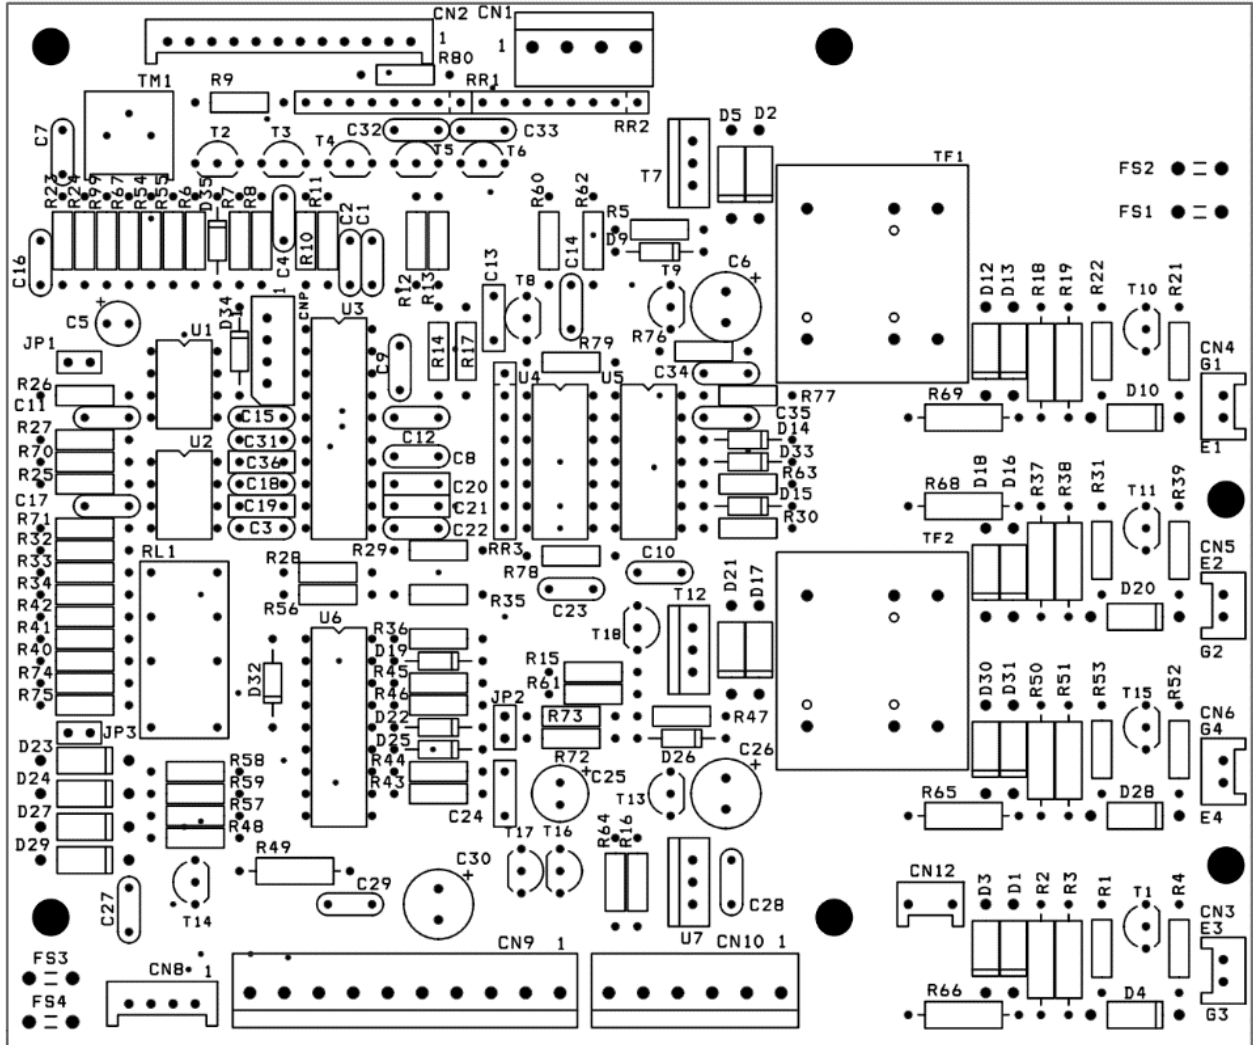 CN2
CN1
1
1
R80
TM1
R9
RR1
RR2
C7
T2
T3
T4
C32
T5
C33
T6
D5
D2
T7
TF1
FS2
FS1
R23
R24
R99
R67
R54
R55
R6
D35
R7
R8
R11
R60
R62
R5
D9
C16
C4
R10
C2
C1
R12
R13
C13
T8
C14
T9
C6
D12
D13
R18
R19
R22
T10
R21
C5
U1
D34
1
CNP
U3
JP1
C9
R14
R17
R79
R76
C34
CN4
G1
R26
U4
U5
R77
R69
D10
C11
C15
C35
R27
U2
C31
C12
D14
E1
R70
C36
C8
D33
R25
C18
C20
R63
D18
D16
R37
R38
R31
T11
R39
C17
C19
C21
D15
R68
R71
C3
C22
R30
R32
RL1
R29
RR3
TF2
CN5
E2
R33
R28
R78
C10
R34
D21
D17
D20
R42
R56
R35
C23
T12
R41
U6
R36
T18
R40
D19
G2
R74
D32
R45
R15
R75
R46
JP2
R61
D30
D31
R50
R51
R53
T15
R52
JP3
D22
R73
R47
CN6
G4
D23
D25
R72
D26
C26
R58
R44
C25
D24
R59
R43
T13
R65
D28
D27
R57
C24
E4
R48
T17
T16
R64
R16
D29
R49
C30
CN12
D3
D1
R2
R3
R1
T1
R4
C27
T14
C29
C28
CN3
E3
U7
FS3
CN8
1
CN9
1
CN10
1
FS4
R66
D4
G3